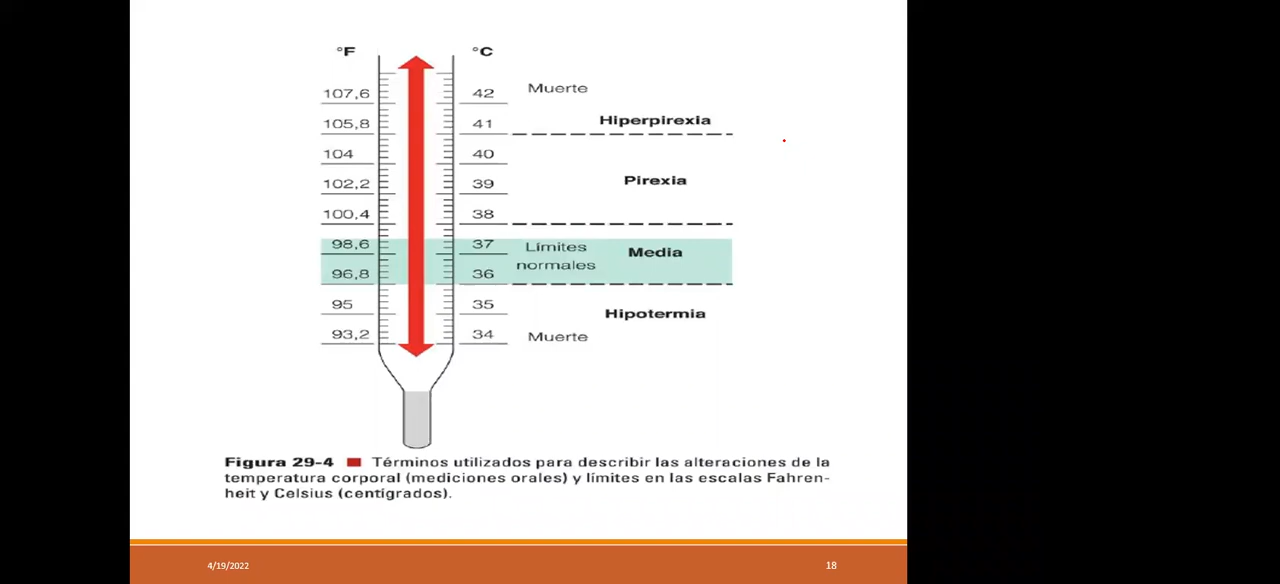 °F °C
Muerte
107,6 42
Hiperpirexia
105,8 41
104 40
Pirexia
102,2 39
100,4 38
98,6 37 Límites Media
normales
96,8 36
95 35
Hipotermia
93,2 34 Muerte
Figura 29-4 Términos utilizados para describir las alteraciones de la
temperatura corporal (mediciones orales) y límites en las escalas Fahren-
heit y Celsius (centígrados).
4/19/2022 18